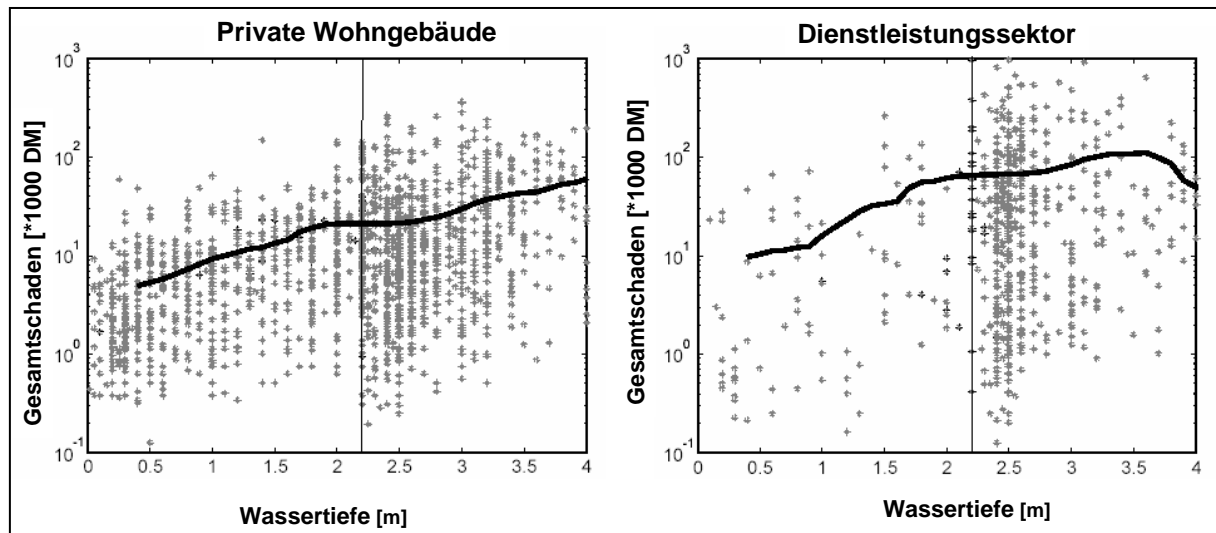 Private Wohngebäude
Gesamtschaden [*1000 DM]
10^3
10^2
10^1
10^0
10^-1
0 0.5 1 1.5 2 2.5 3 3.5 4
Wassertiefe [m]
Dienstleistungssektor
Gesamtschaden [*1000 DM]
10^3
10^2
10^1
10^0
10^-1
0 0.5 1 1.5 2 2.5 3 3.5 4
Wassertiefe [m]